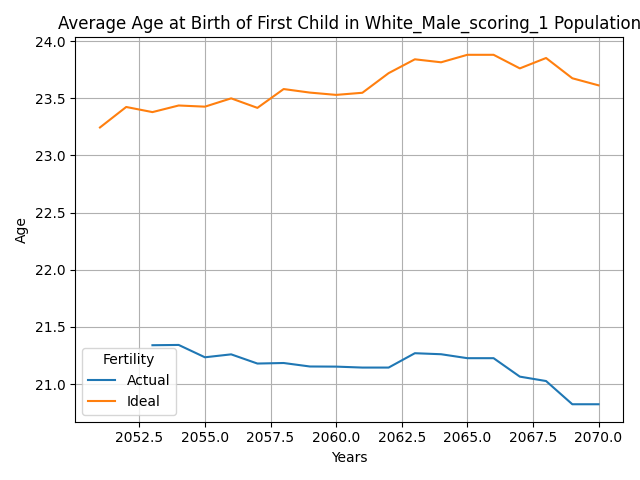 Average Age at Birth of First Child in White_Male_scoring_1 Population
24.0
23.5
23.0
22.5
22.0
21.5
21.0
Age
Fertility
Actual
Ideal
2052.5 2055.0 2057.5 2060.0 2062.5 2065.0 2067.5 2070.0
Years